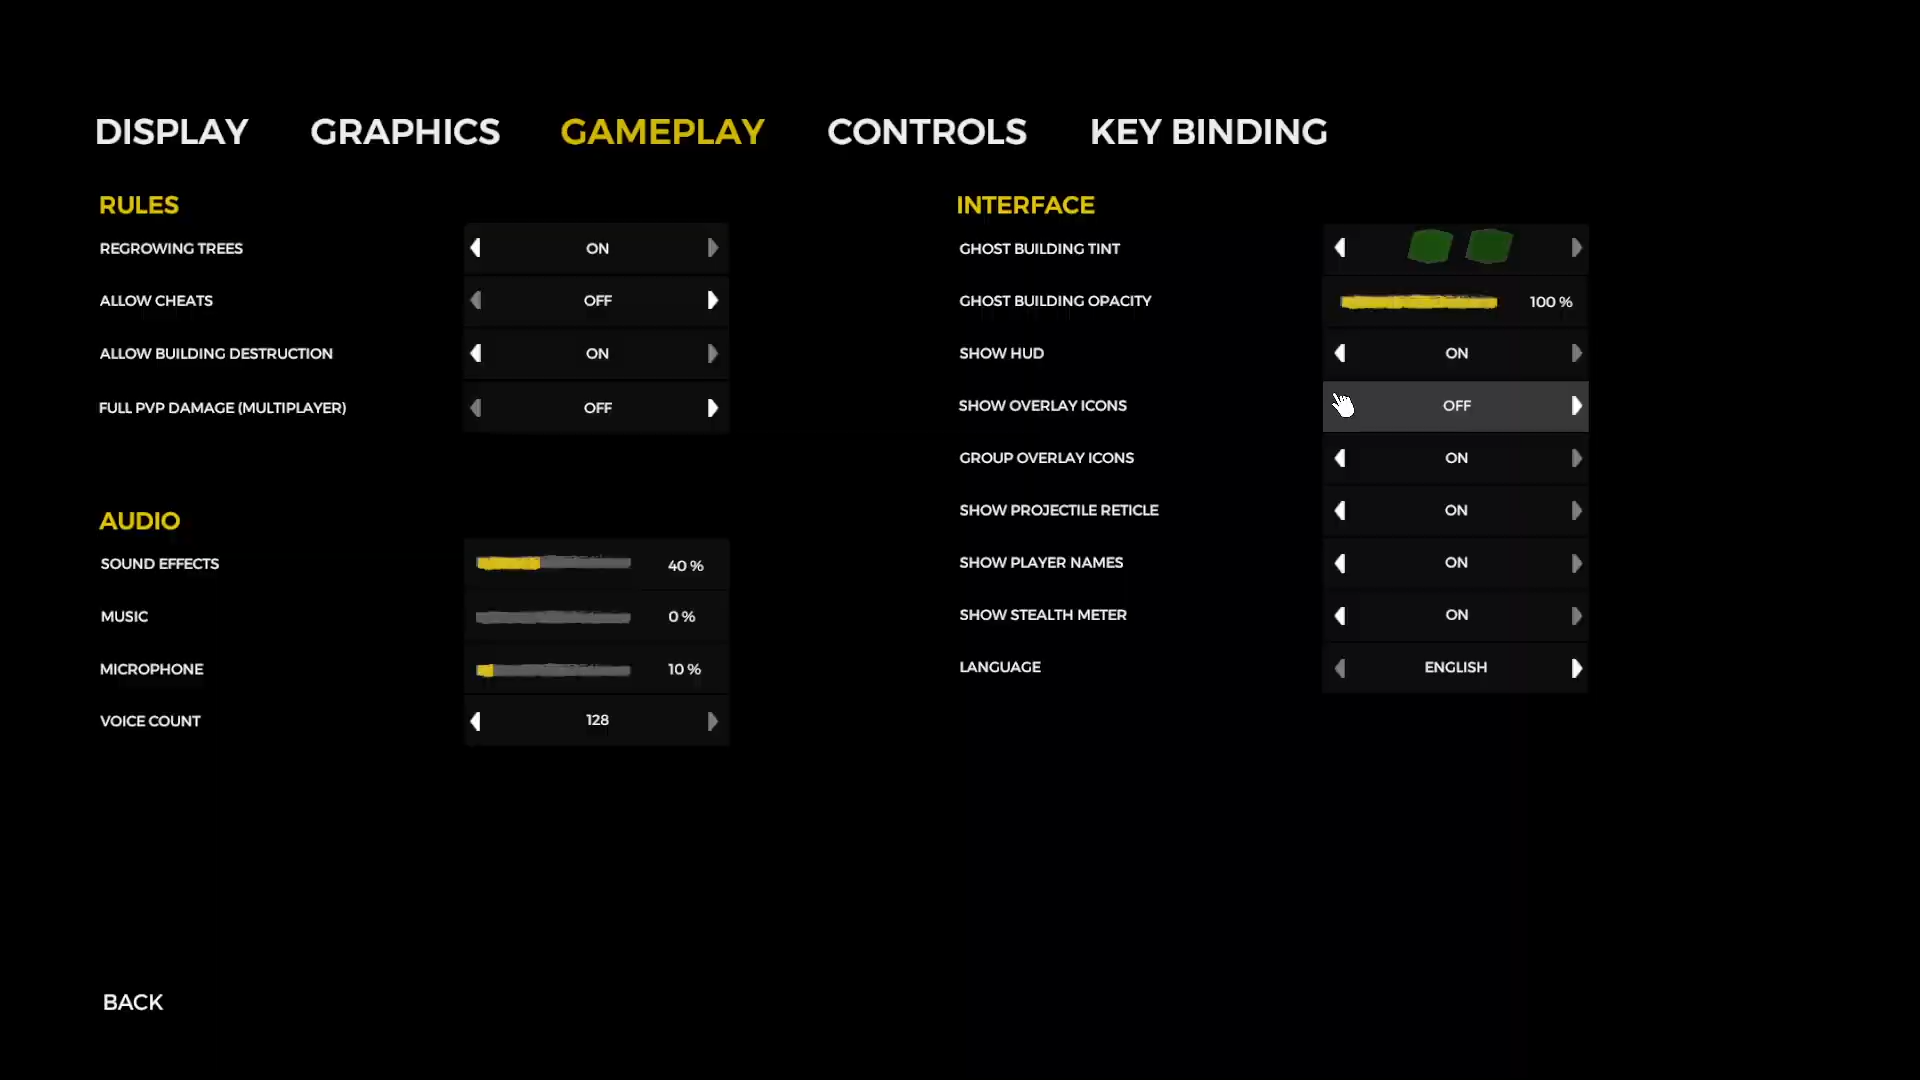 DISPLAY GRAPHICS GAMEPLAY CONTROLS KEY BINDING
RULES
REGROWING TREES ON
ALLOW CHEATS OFF
ALLOW BUILDING DESTRUCTION ON
FULL PVP DAMAGE (MULTIPLAYER) OFF
AUDIO
SOUND EFFECTS 40 %
MUSIC 0 %
MICROPHONE 10 %
VOICE COUNT 128
INTERFACE
GHOST BUILDING TINT
GHOST BUILDING OPACITY 100 %
SHOW HUD ON
SHOW OVERLAY ICONS OFF
GROUP OVERLAY ICONS ON
SHOW PROJECTILE RETICLE ON
SHOW PLAYER NAMES ON
SHOW STEALTH METER ON
LANGUAGE ENGLISH
BACK